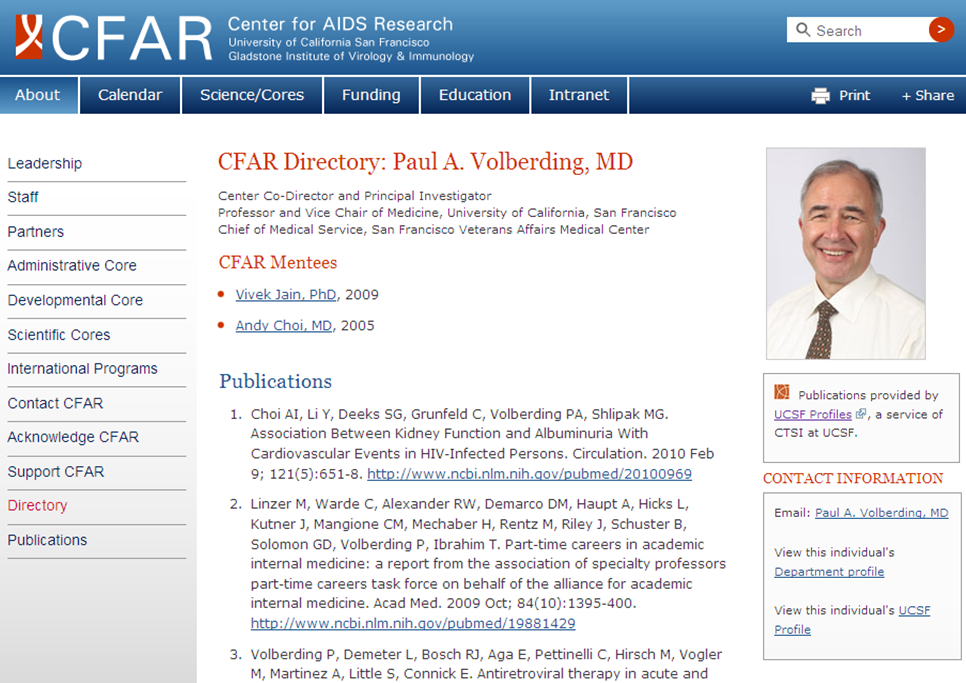 CFAR
Center for AIDS Research
University of California San Francisco
Gladstone Institute of Virology & Immunology
Search
>
About
Calendar
Science/Cores
Funding
Education
Intranet
Print
+ Share
Leadership
Staff
Partners
Administrative Core
Developmental Core
Scientific Cores
International Programs
Contact CFAR
Acknowledge CFAR
Support CFAR
Directory
Publications
CFAR Directory: Paul A. Volberding, MD
Center Co-Director and Principal Investigator
Professor and Vice Chair of Medicine, University of California, San Francisco
Chief of Medical Service, San Francisco Veterans Affairs Medical Center
CFAR Mentees
• Vivek Jain, PhD, 2009
• Andy Choi, MD, 2005
Publications
1. Choi AI, Li Y, Deeks SG, Grunfeld C, Volberding PA, Shlipak MG.
Association Between Kidney Function and Albuminuria With
Cardiovascular Events in HIV-Infected Persons. Circulation. 2010 Feb
9; 121(5):651-8. http://www.ncbi.nlm.nih.gov/pubmed/20100969
2. Linzer M, Warde C, Alexander RW, Demarco DM, Haupt A, Hicks L,
Kutner J, Mangione CM, Mechaber H, Rentz M, Riley J, Schuster B,
Solomon GD, Volberding P, Ibrahim T. Part-time careers in academic
internal medicine: a report from the association of specialty professors
part-time careers task force on behalf of the alliance for academic
internal medicine. Acad Med. 2009 Oct; 84(10):1395-400.
http://www.ncbi.nlm.nih.gov/pubmed/19881429
3. Volberding P, Demeter L, Bosch RJ, Aga E, Pettinelli C, Hirsch M, Vogler
M, Martinez A, Little S, Connick E. Antiretroviral therapy in acute and
Publications provided by
UCSF Profiles, a service of
CTSI at UCSF.
CONTACT INFORMATION
Email: Paul A. Volberding, MD
View this individual's
Department profile
View this individual's UCSF
Profile